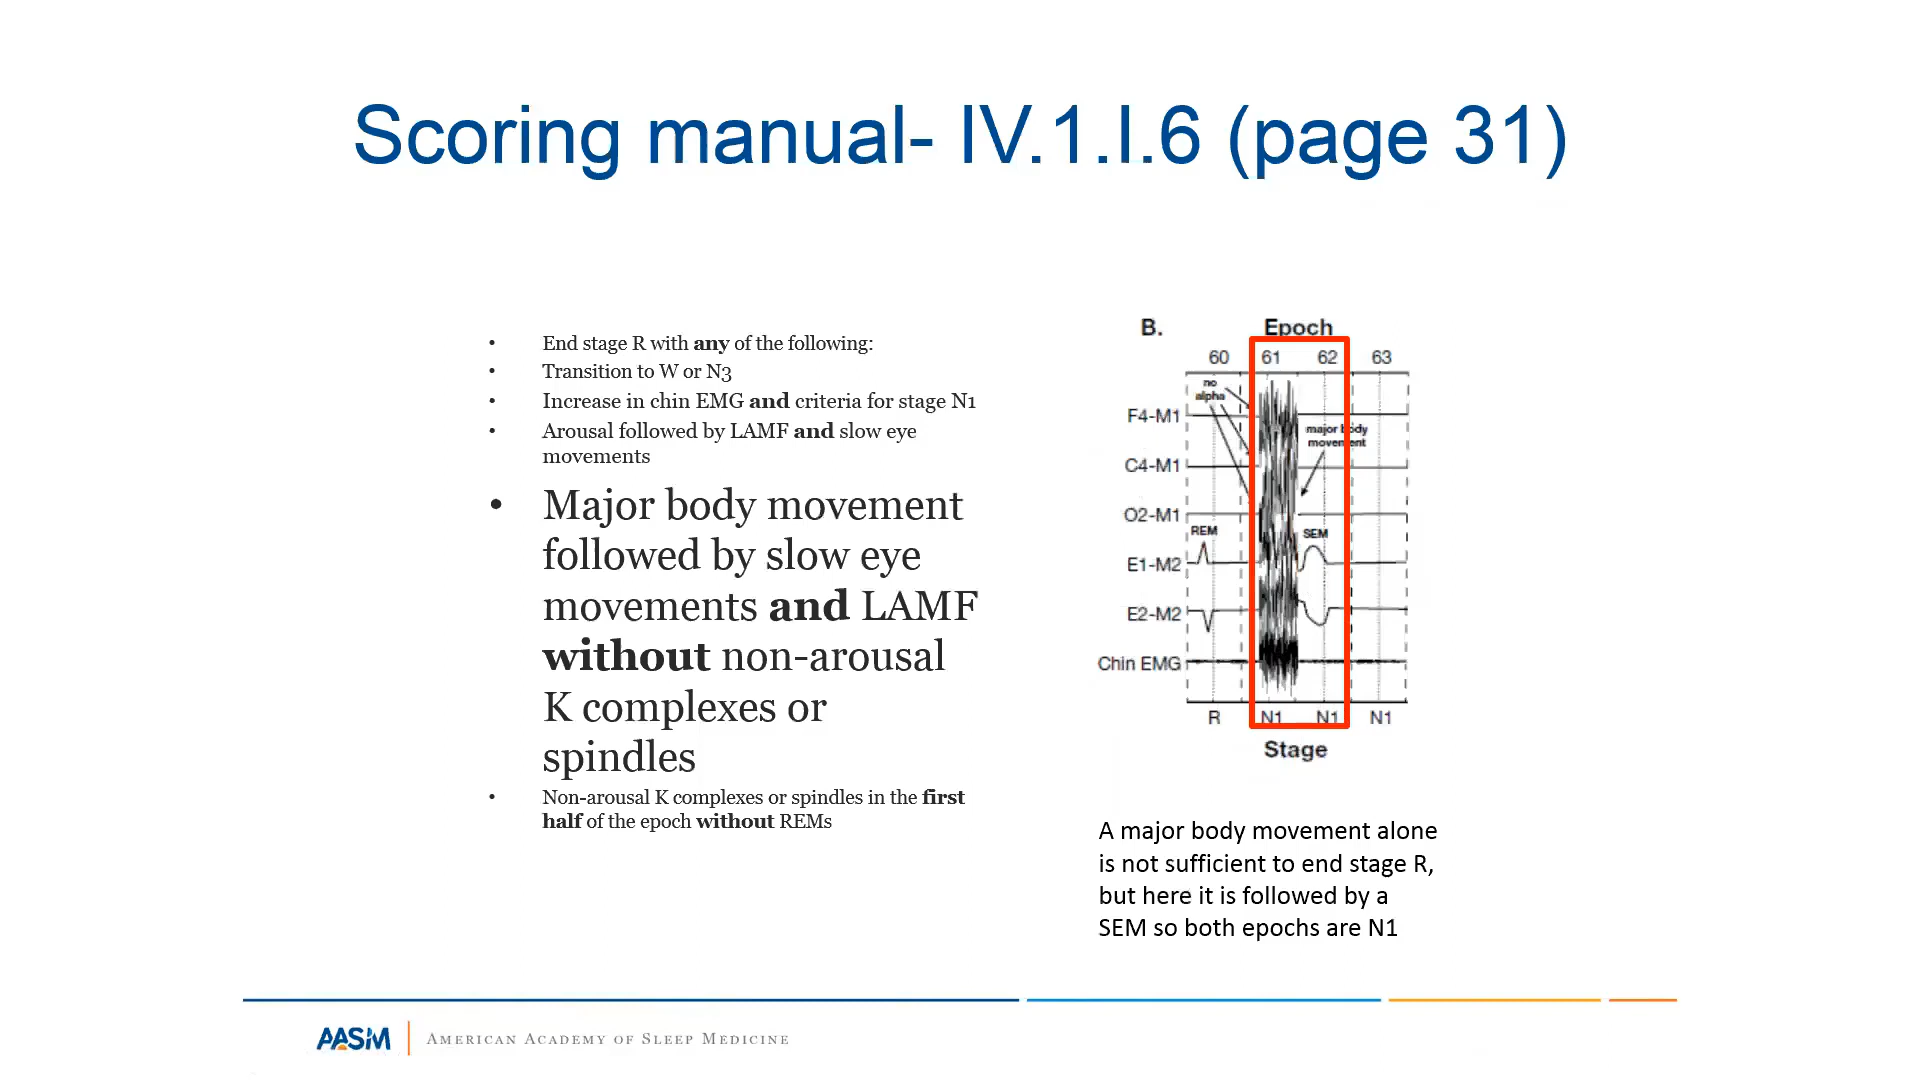 Scoring manual- IV.1.I.6 (page 31)
• End stage R with any of the following:
• Transition to W or N3
• Increase in chin EMG and criteria for stage N1
• Arousal followed by LAMF and slow eye
movements
• Major body movement
followed by slow eye
movements and LAMF
without non-arousal
K complexes or
spindles
• Non-arousal K complexes or spindles in the first
half of the epoch without REMs
B.
Epoch
60 61 62 63
no
alpha
F4-M1
major body
movement
C4-M1
O2-M1
REM
SEM
E1-M2
E2-M2
Chin EMG
R N1 N1 N1
Stage
A major body movement alone
is not sufficient to end stage R,
but here it is followed by a
SEM so both epochs are N1
AASM
AMERICAN ACADEMY OF SLEEP MEDICINE